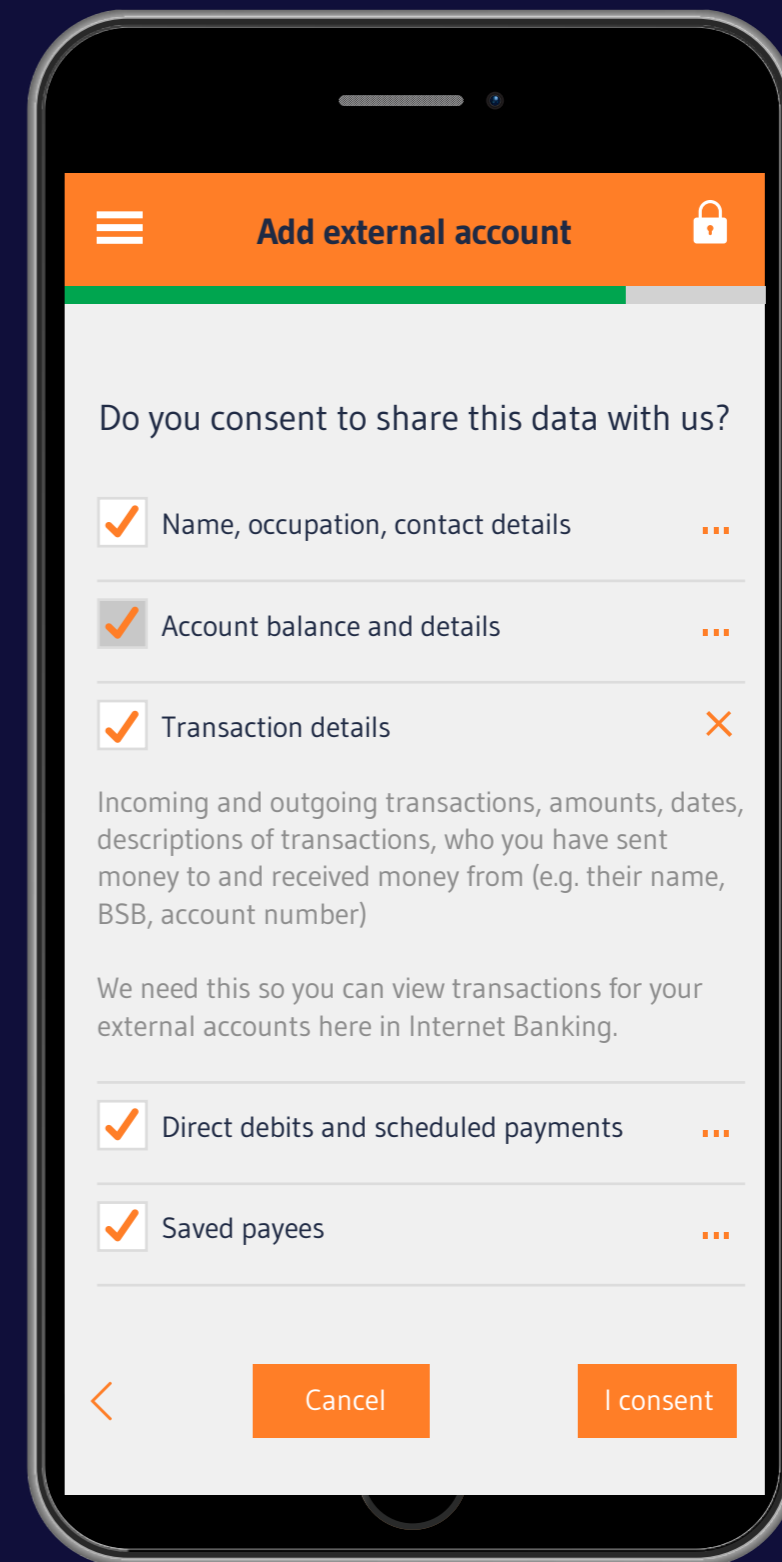 Add external account
Do you consent to share this data with us?
Name, occupation, contact details
...
Account balance and details
...
Transaction details
Incoming and outgoing transactions, amounts, dates,
descriptions of transactions, who you have sent
money to and received money from (e.g. their name,
BSB, account number)
We need this so you can view transactions for your
external accounts here in Internet Banking.
Direct debits and scheduled payments
...
Saved payees
...
Cancel
I consent